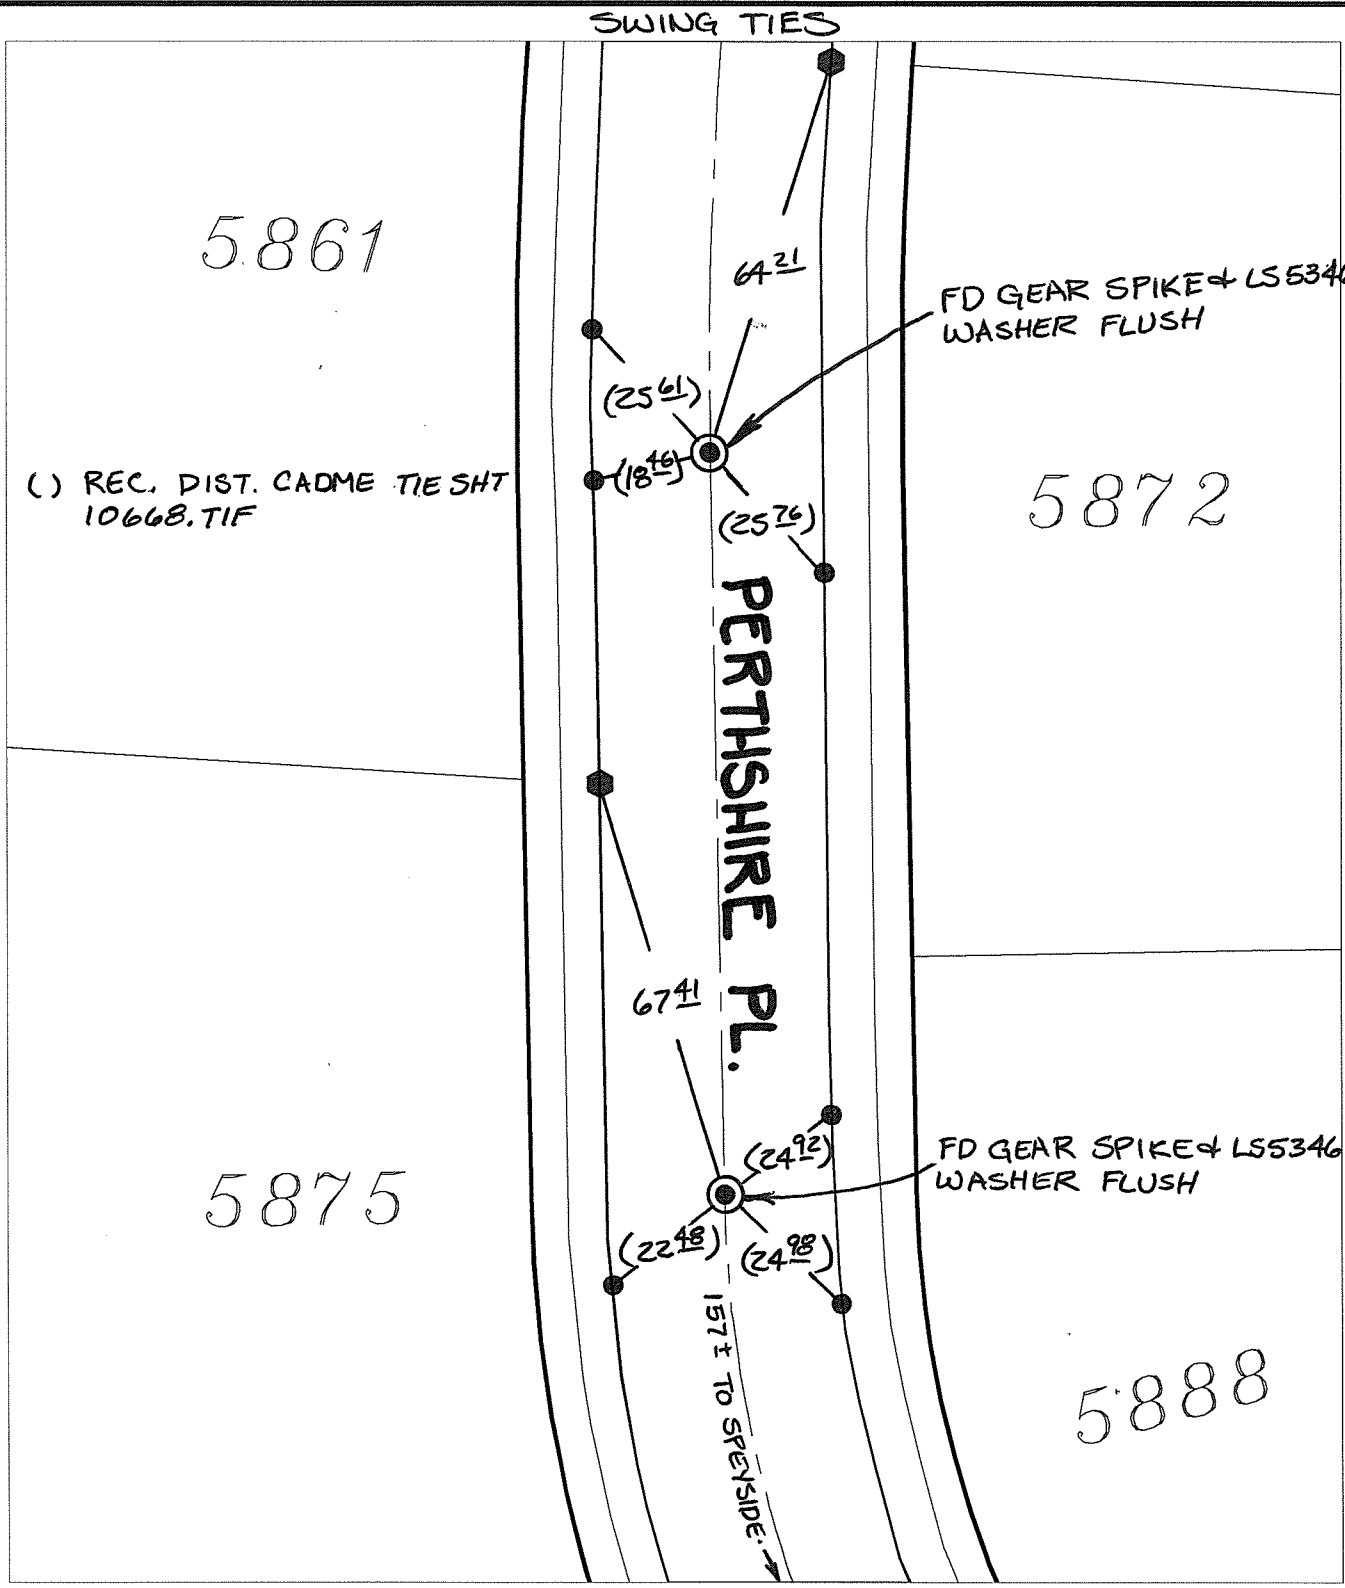 SWING TIES
5861
64 21
FD GEAR SPIKE & LS 5346
WASHER FLUSH
(25 61)
() REC. DIST. CADME TIE SHT
10668.TIF
(18 46)
5872
(25 76)
PERTHSHIRE PL.
67 41
(24 92)
FD GEAR SPIKE & LS5346
WASHER FLUSH
5875
(22 48)
(24 98)
157± TO SPEYSIDE.
5888